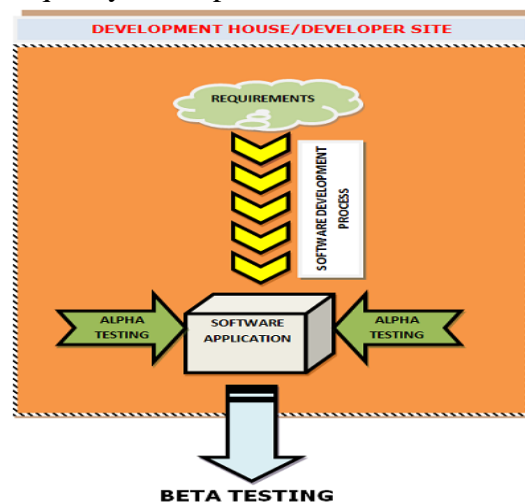 DEVELOPMENT HOUSE/DEVELOPER SITE
REQUIREMENTS
SOFTWARE DEVELOPMENT
PROCESS
ALPHA
TESTING
SOFTWARE
APPLICATION
ALPHA
TESTING
BETA TESTING